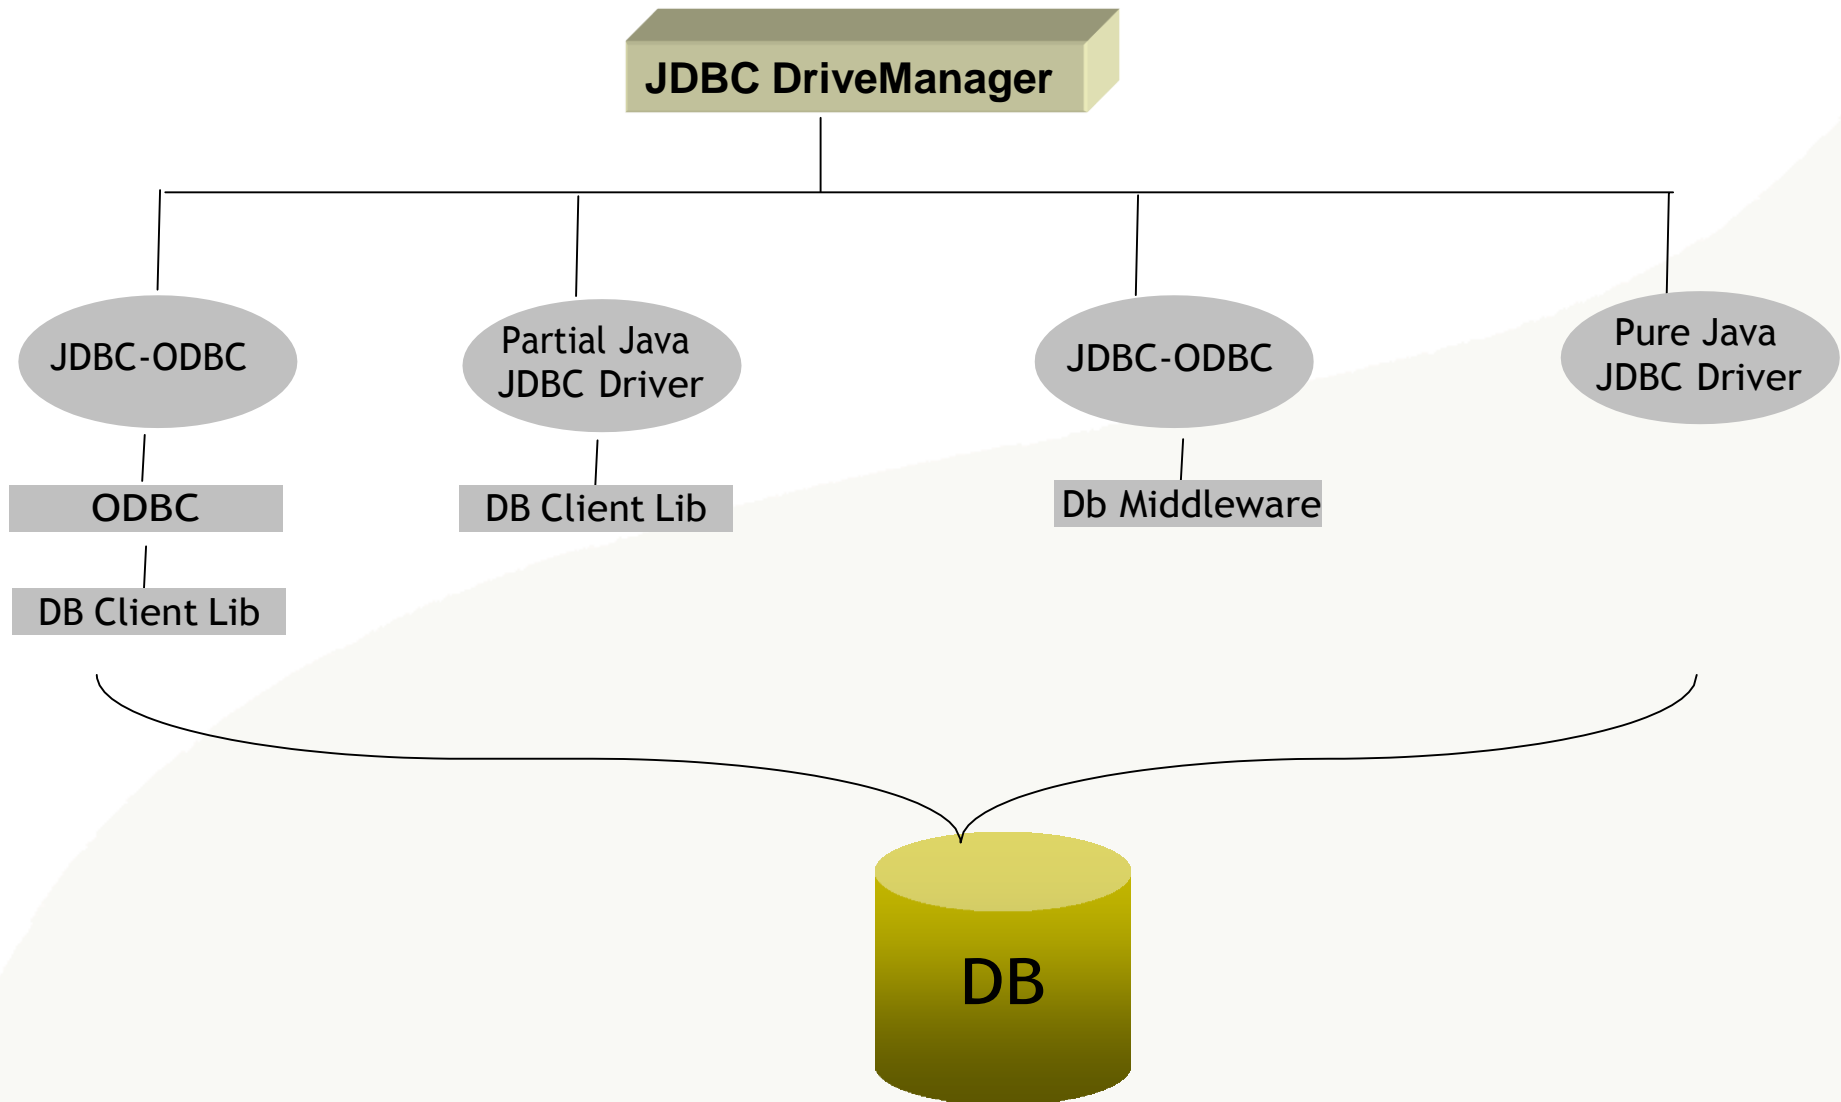 JDBC DriveManager
JDBC-ODBC
Partial Java
JDBC Driver
JDBC-ODBC
Pure Java
JDBC Driver
ODBC
DB Client Lib
Db Middleware
DB Client Lib
DB